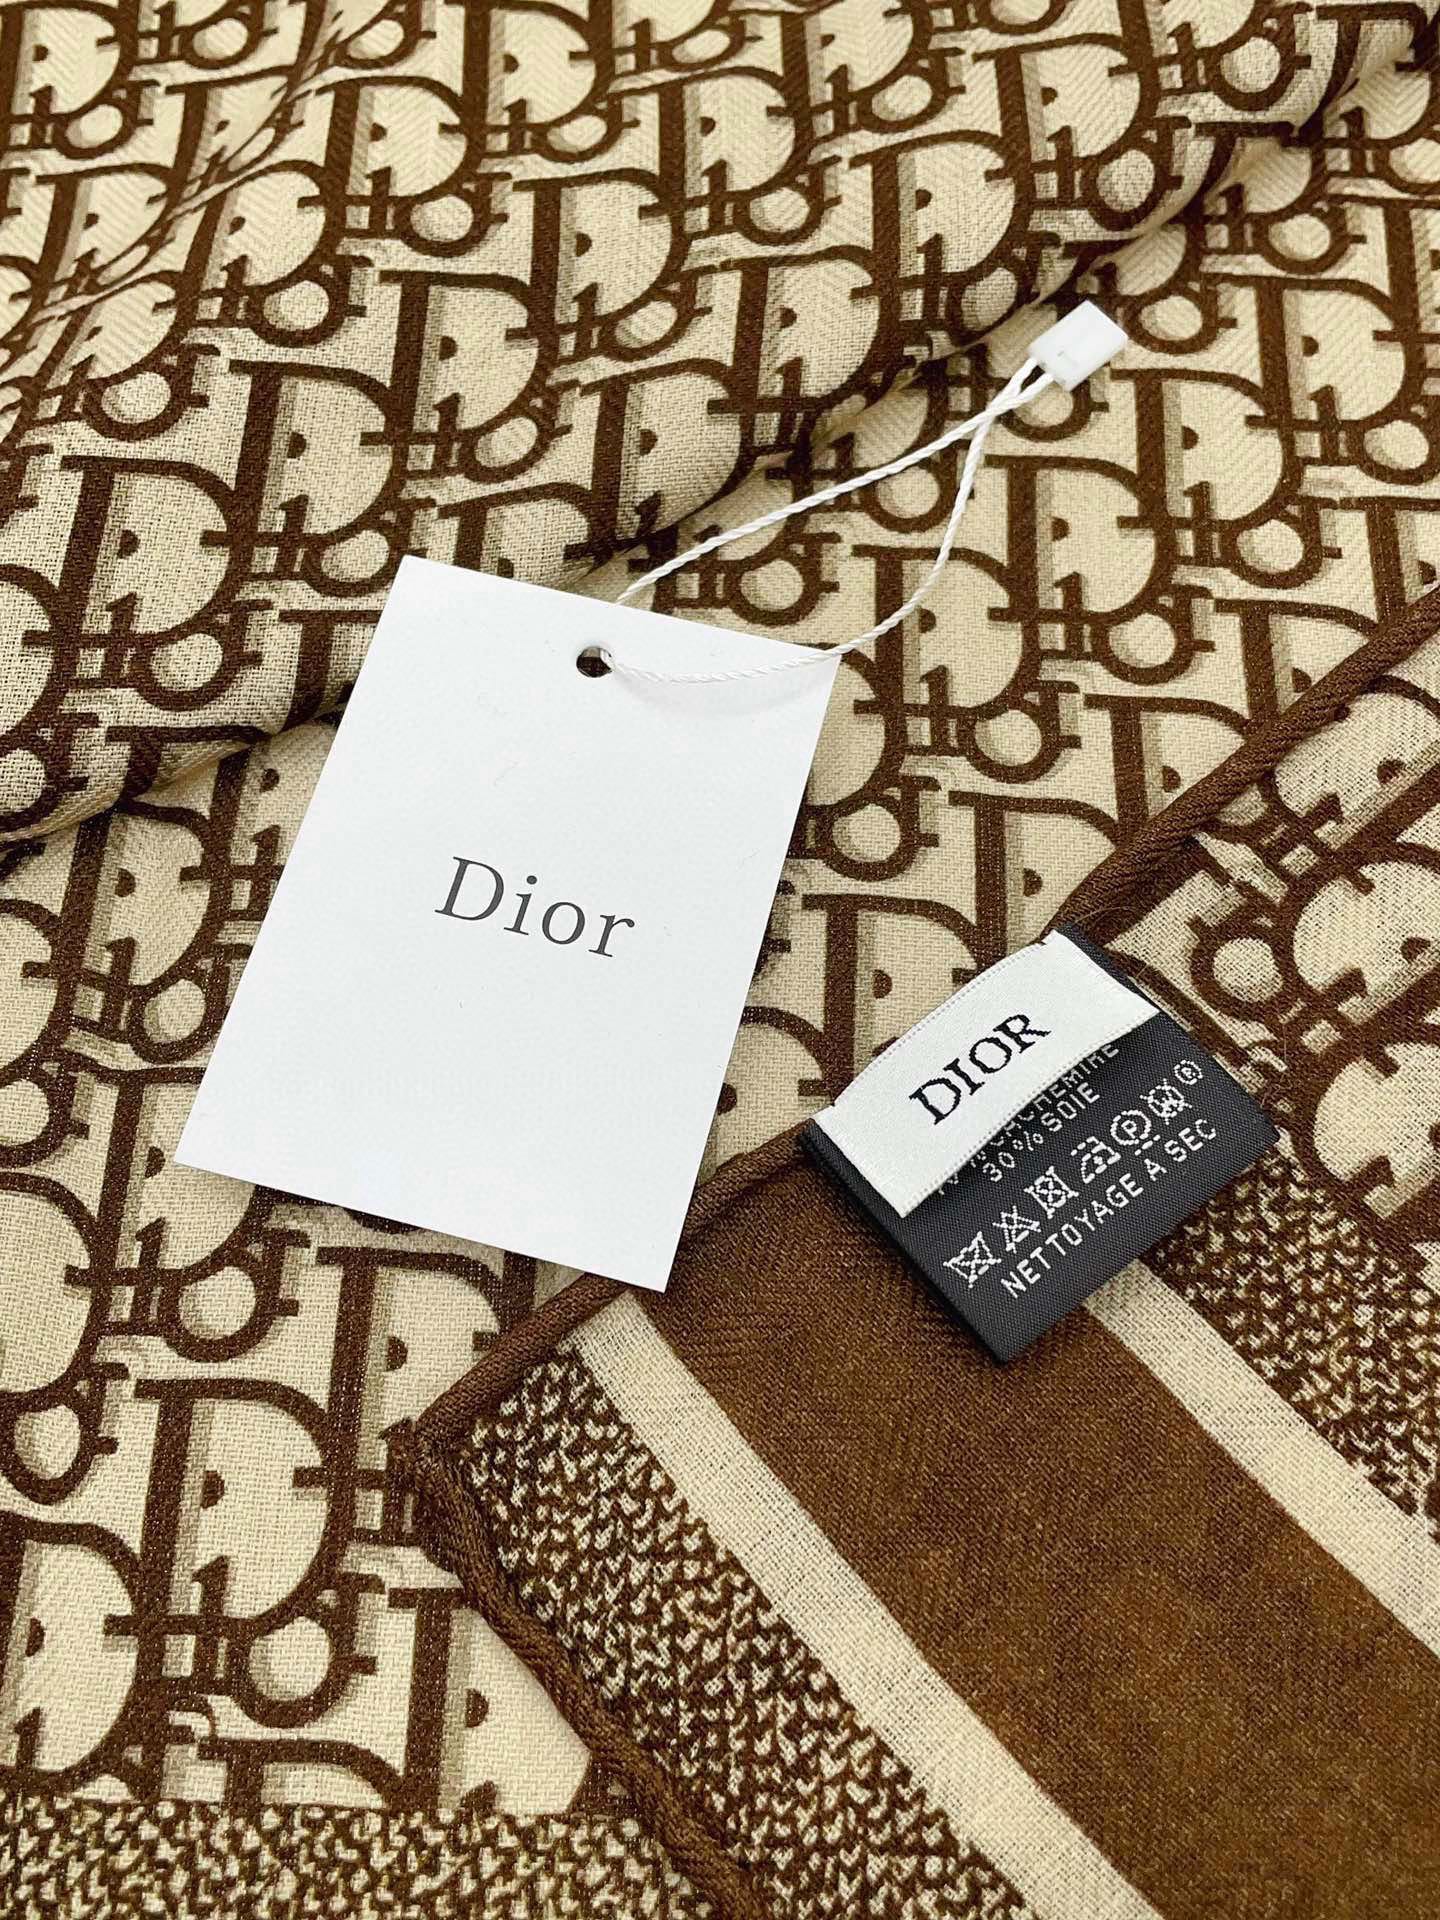 Dior
DIOR
30% SOIE
NETTOYAGE A SEC